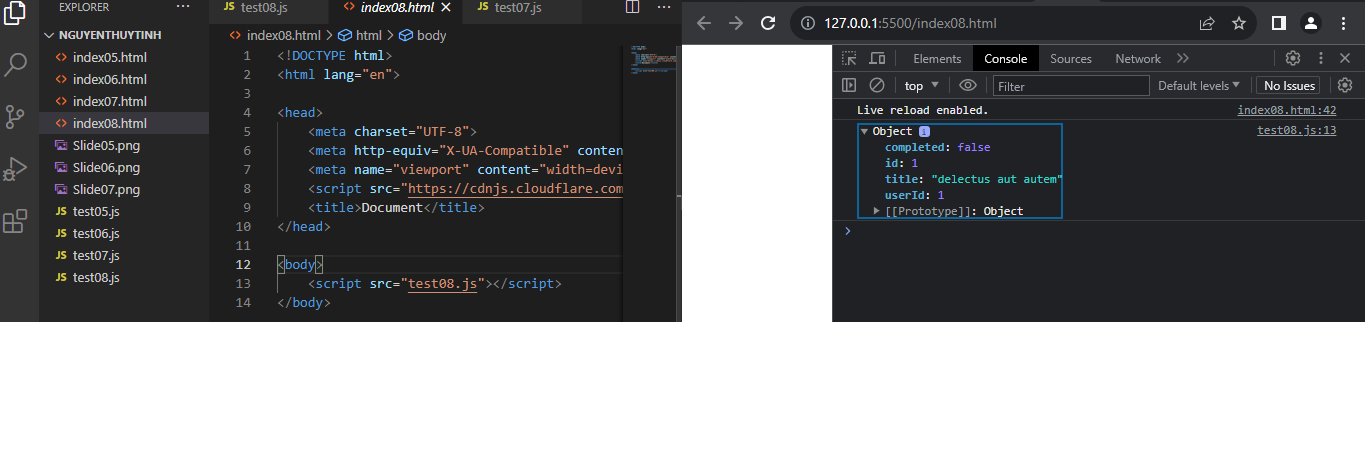 EXPLORER ...
NGUYENTHUYTINH
index05.html
index06.html
index07.html
index08.html
Slide05.png
Slide06.png
Slide07.png
JS test05.js
JS test06.js
JS test07.js
JS test08.js
JS test08.js <> index08.html × JS test07.js ...
<> index08.html > html > body
1 <!DOCTYPE html>
2 <html lang="en">
3
4 <head>
5 <meta charset="UTF-8">
6 <meta http-equiv="X-UA-Compatible" conten
7 <meta name="viewport" content="width=devi
8 <script src="https://cdnjs.cloudflare.com
9 <title>Document</title>
10 </head>
11
12 <body>
13 <script src="test08.js"></script>
14 </body>
127.0.0.1:5500/index08.html
Elements Console Sources Network >> 
top Filter Default levels No Issues
Live reload enabled. index08.html:42
Object i test08.js:13
completed: false
id: 1
title: "delectus aut autem"
userId: 1
[[Prototype]]: Object
>